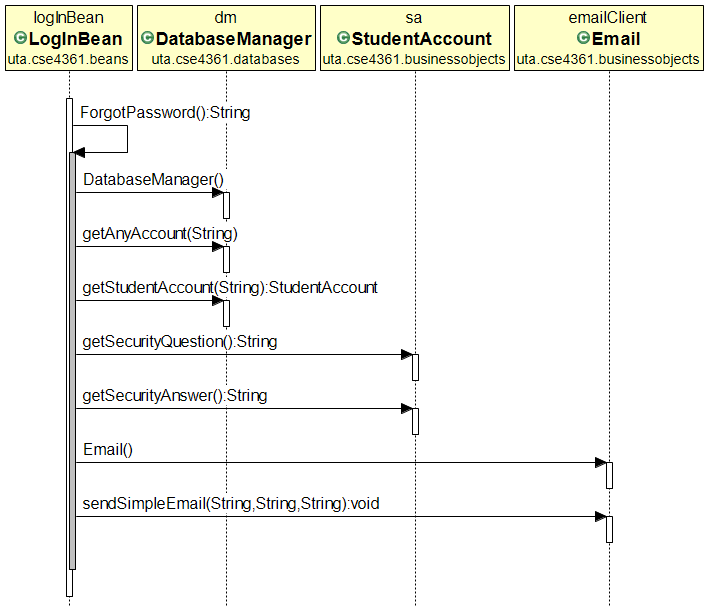 logInBean
LogInBean
uta.cse4361.beans
dm
DatabaseManager
uta.cse4361.databases
sa
StudentAccount
uta.cse4361.businessobjects
emailClient
Email
uta.cse4361.businessobjects
ForgotPassword():String
DatabaseManager()
getAnyAccount(String)
getStudentAccount(String):StudentAccount
getSecurityQuestion():String
getSecurityAnswer():String
Email()
sendSimpleEmail(String,String,String):void